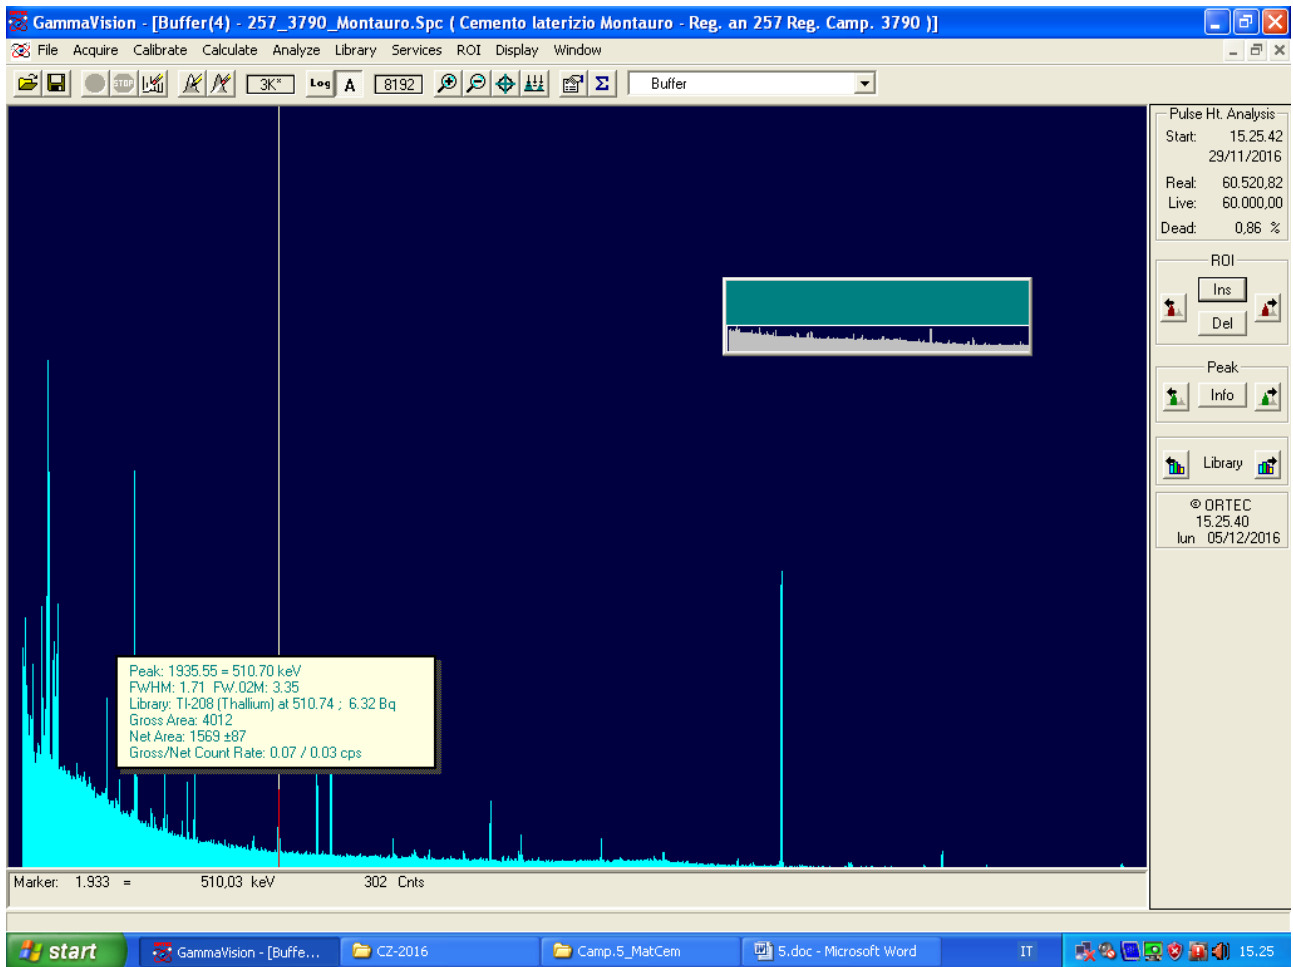 GammaVision - [Buffer(4) - 257_3790_Montauro.Spc ( Cemento laterizio Montauro - Reg. an 257 Reg. Camp. 3790 )]
File Acquire Calibrate Calculate Analyze Library Services ROI Display Window
STOP 3K* Log A 8192 Σ Buffer
Pulse Ht. Analysis
Start: 15.25.42
29/11/2016
Real: 60.520,82
Live: 60.000,00
Dead: 0,86 %
ROI
Ins
Del
Peak
Info
Library
© ORTEC
15.25.40
lun 05/12/2016
Peak: 1935.55 = 510.70 keV
FWHM: 1.71 FW.02M: 3.35
Library: Tl-208 (Thallium) at 510.74 ; 6.32 Bq
Gross Area: 4012
Net Area: 1569 ±87
Gross/Net Count Rate: 0.07 / 0.03 cps
Marker: 1.933 = 510,03 keV 302 Cnts
start GammaVision - [Buffe... CZ-2016 Camp.5_MatCem 5.doc - Microsoft Word IT 15.25